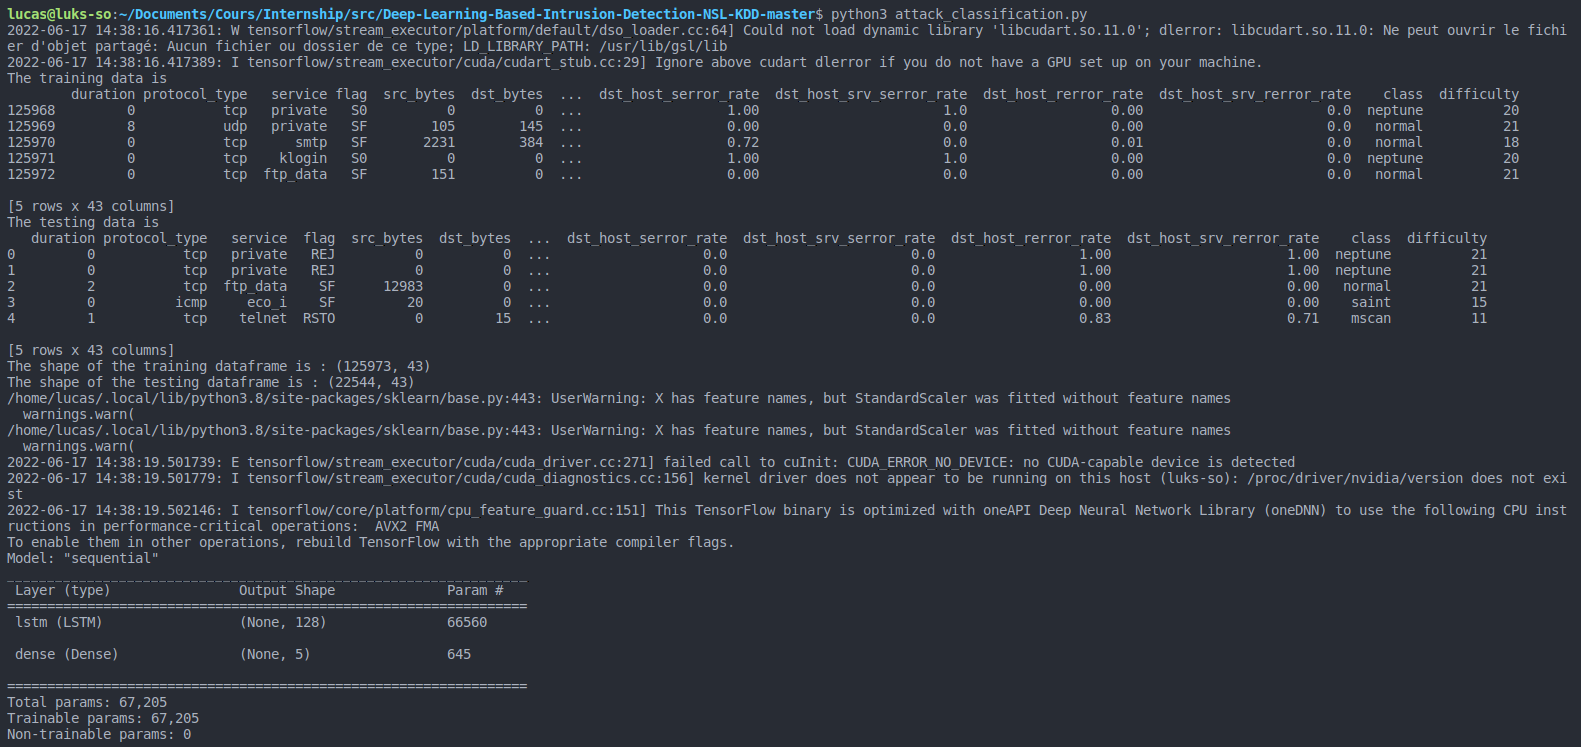 lucas@luks-so:~/Documents/Cours/Internship/src/Deep-Learning-Based-Intrusion-Detection-NSL-KDD-master$ python3 attack_classification.py
2022-06-17 14:38:16.417361: W tensorflow/stream_executor/platform/default/dso_loader.cc:64] Could not load dynamic library 'libcudart.so.11.0'; dlerror: libcudart.so.11.0: Ne peut ouvrir le fichi
er d'objet partagé: Aucun fichier ou dossier de ce type; LD_LIBRARY_PATH: /usr/lib/gsl/lib
2022-06-17 14:38:16.417389: I tensorflow/stream_executor/cuda/cudart_stub.cc:29] Ignore above cudart dlerror if you do not have a GPU set up on your machine.
The training data is
        duration protocol_type   service flag  src_bytes  dst_bytes  ...  dst_host_serror_rate  dst_host_srv_serror_rate  dst_host_rerror_rate  dst_host_srv_rerror_rate    class  difficulty
125968         0           tcp   private   S0          0          0  ...                  1.00                       1.0                  0.00                       0.0  neptune          20
125969         8           udp   private   SF        105        145  ...                  0.00                       0.0                  0.00                       0.0   normal          21
125970         0           tcp      smtp   SF       2231        384  ...                  0.72                       0.0                  0.01                       0.0   normal          18
125971         0           tcp    klogin   S0          0          0  ...                  1.00                       1.0                  0.00                       0.0  neptune          20
125972         0           tcp  ftp_data   SF        151          0  ...                  0.00                       0.0                  0.00                       0.0   normal          21
[5 rows x 43 columns]
The testing data is
   duration protocol_type   service  flag  src_bytes  dst_bytes  ...  dst_host_serror_rate  dst_host_srv_serror_rate  dst_host_rerror_rate  dst_host_srv_rerror_rate    class  difficulty
0         0           tcp   private   REJ          0          0  ...                   0.0                       0.0                  1.00                      1.00  neptune          21
1         0           tcp   private   REJ          0          0  ...                   0.0                       0.0                  1.00                      1.00  neptune          21
2         2           tcp  ftp_data    SF      12983          0  ...                   0.0                       0.0                  0.00                      0.00   normal          21
3         0          icmp     eco_i    SF         20          0  ...                   0.0                       0.0                  0.00                      0.00    saint          15
4         1           tcp    telnet  RSTO          0         15  ...                   0.0                       0.0                  0.83                      0.71    mscan          11
[5 rows x 43 columns]
The shape of the training dataframe is : (125973, 43)
The shape of the testing dataframe is : (22544, 43)
/home/lucas/.local/lib/python3.8/site-packages/sklearn/base.py:443: UserWarning: X has feature names, but StandardScaler was fitted without feature names
  warnings.warn(
/home/lucas/.local/lib/python3.8/site-packages/sklearn/base.py:443: UserWarning: X has feature names, but StandardScaler was fitted without feature names
  warnings.warn(
2022-06-17 14:38:19.501739: E tensorflow/stream_executor/cuda/cuda_driver.cc:271] failed call to cuInit: CUDA_ERROR_NO_DEVICE: no CUDA-capable device is detected
2022-06-17 14:38:19.501779: I tensorflow/stream_executor/cuda/cuda_diagnostics.cc:156] kernel driver does not appear to be running on this host (luks-so): /proc/driver/nvidia/version does not exi
st
2022-06-17 14:38:19.502146: I tensorflow/core/platform/cpu_feature_guard.cc:151] This TensorFlow binary is optimized with oneAPI Deep Neural Network Library (oneDNN) to use the following CPU inst
ructions in performance-critical operations:  AVX2 FMA
To enable them in other operations, rebuild TensorFlow with the appropriate compiler flags.
Model: "sequential"
_________________________________________________________________
 Layer (type)                Output Shape              Param #
=================================================================
 lstm (LSTM)                 (None, 128)               66560
 dense (Dense)               (None, 5)                 645
=================================================================
Total params: 67,205
Trainable params: 67,205
Non-trainable params: 0